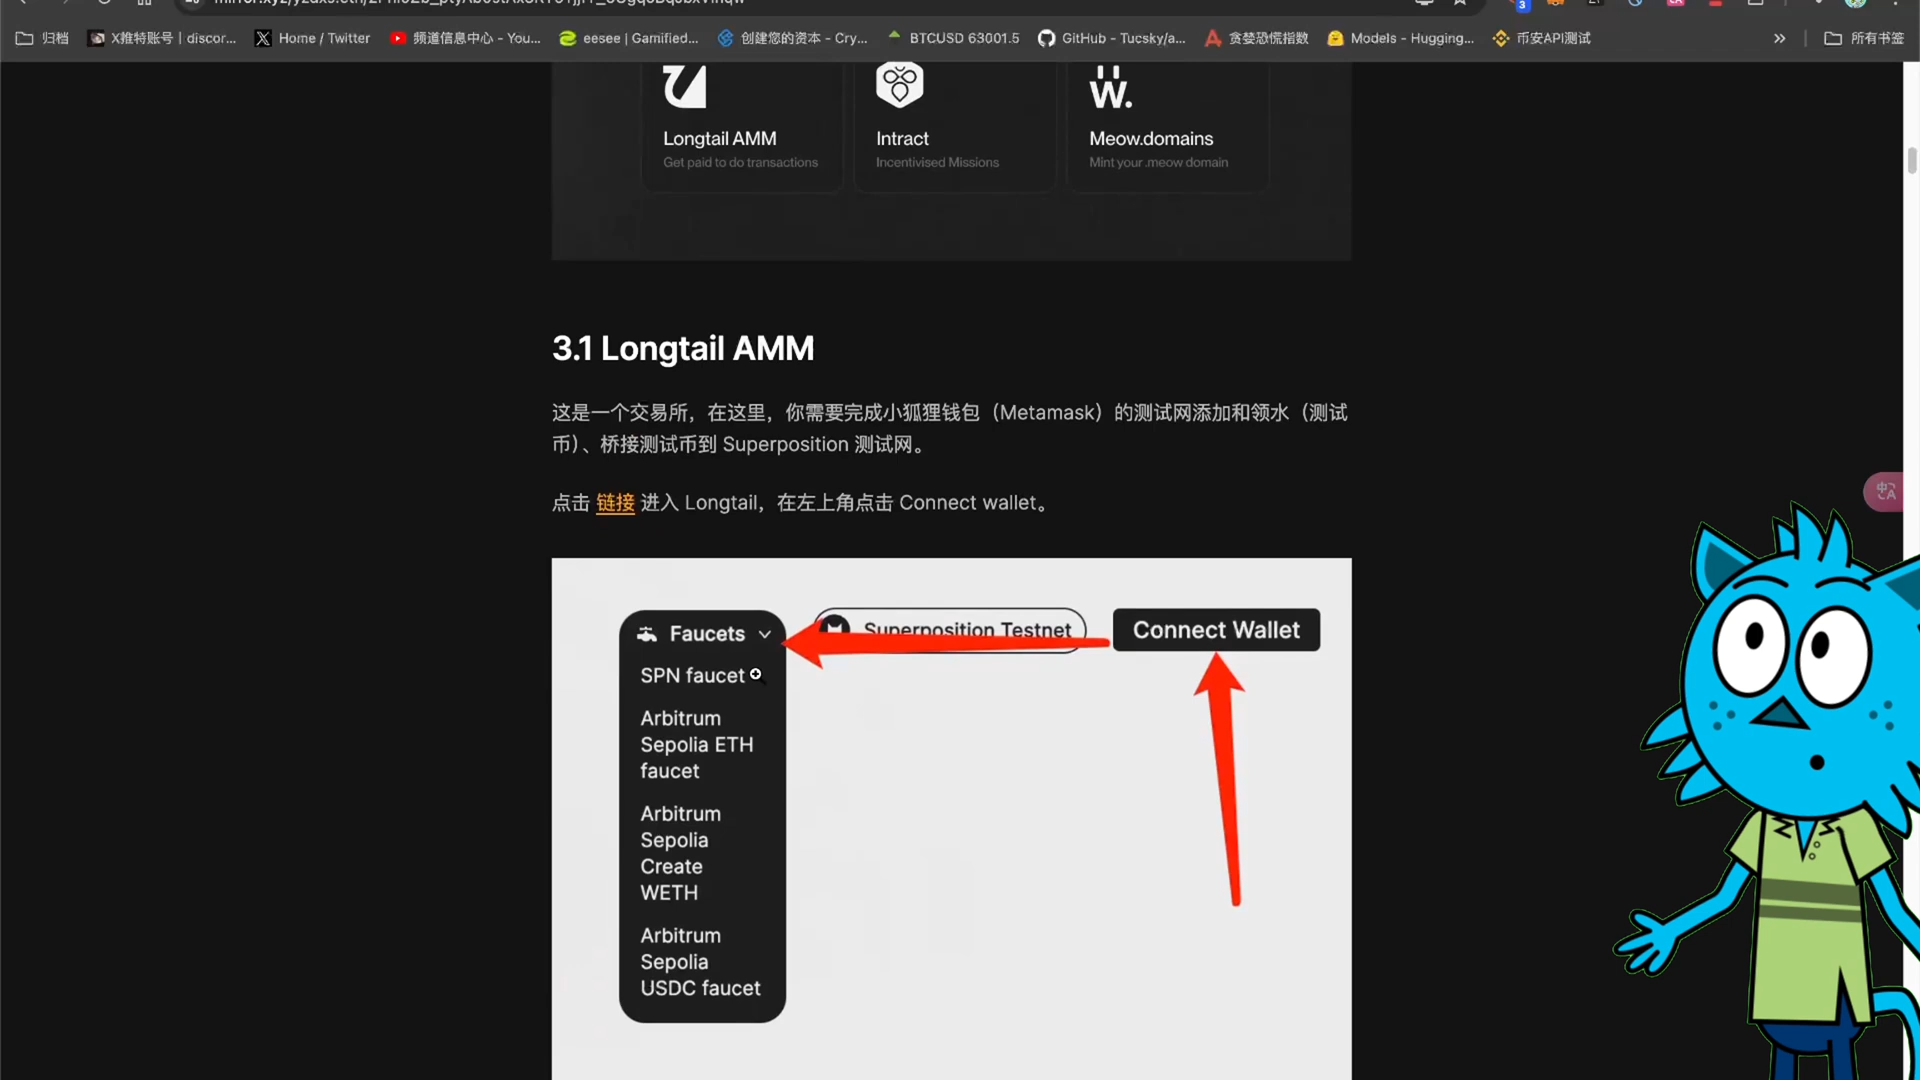 归档
X推特账号 | discor...
Home / Twitter
频道信息中心 - You...
eesee | Gamified...
创建您的资本 - Cry...
BTCUSD 63001.5
GitHub - Tucsky/a...
贪婪恐慌指数
Models - Hugging...
币安API测试
所有书签
Longtail AMM
Get paid to do transactions
Intract
Incentivised Missions
W.
Meow.domains
Mint your .meow domain
3.1 Longtail AMM
这是一个交易所，在这里，你需要完成小狐狸钱包（Metamask）的测试网添加和领水（测试
币）、桥接测试币到 Superposition 测试网。
点击 链接 进入 Longtail，在左上角点击 Connect wallet。
Faucets
Superposition Testnet
Connect Wallet
SPN faucet
Arbitrum
Sepolia ETH
faucet
Arbitrum
Sepolia
Create
WETH
Arbitrum
Sepolia
USDC faucet